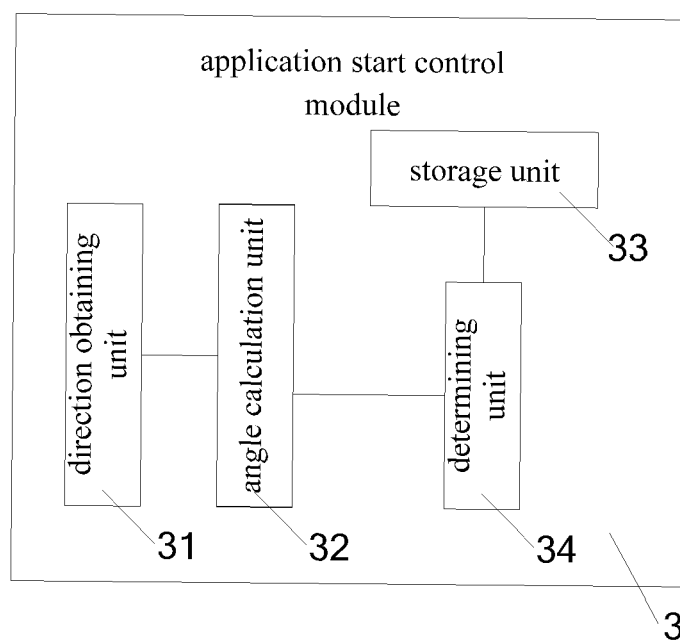 application start control
module
storage unit
33
direction obtaining
unit
angle calculation unit
determining
unit
31
32
34
3